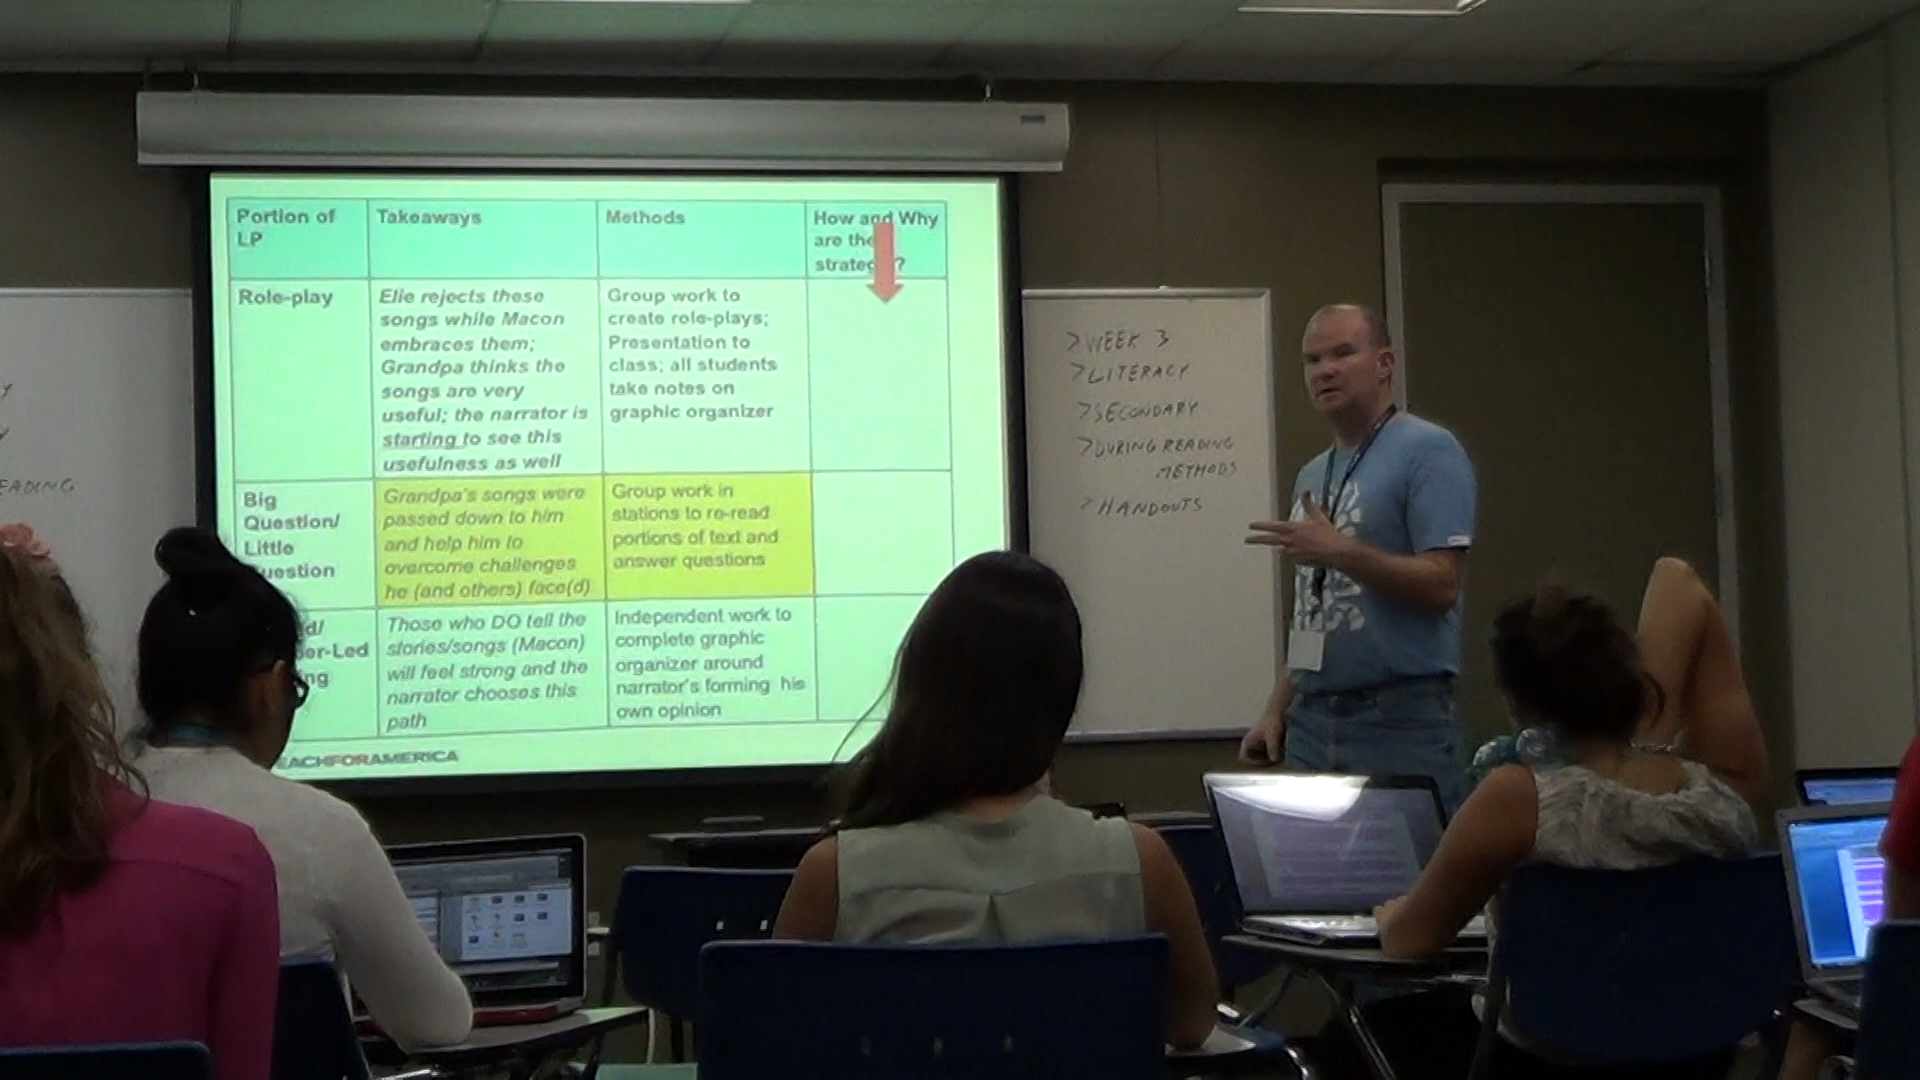 Portion of
LP
Takeaways
Methods
How and Why
are the
strateg ?
Role-play
Elie rejects these
songs while Macon
embraces them;
Grandpa thinks the
songs are very
useful; the narrator is
starting to see this
usefulness as well
Group work to
create role-plays;
Presentation to
class; all students
take notes on
graphic organizer
Big
Question/
Little
uestion
Grandpa's songs were
passed down to him
and help him to
overcome challenges
he (and others) face(d)
Group work in
stations to re-read
portions of text and
answer questions
d/
er-Led
ng
Those who DO tell the
stories/songs (Macon)
will feel strong and the
narrator chooses this
path
Independent work to
complete graphic
organizer around
narrator's forming his
own opinion
EACHFORAMERICA
>WEEK 3
>LITERACY
>SECONDARY
>DURING READING
METHODS
>HANDOUTS
Y
Y
EADING